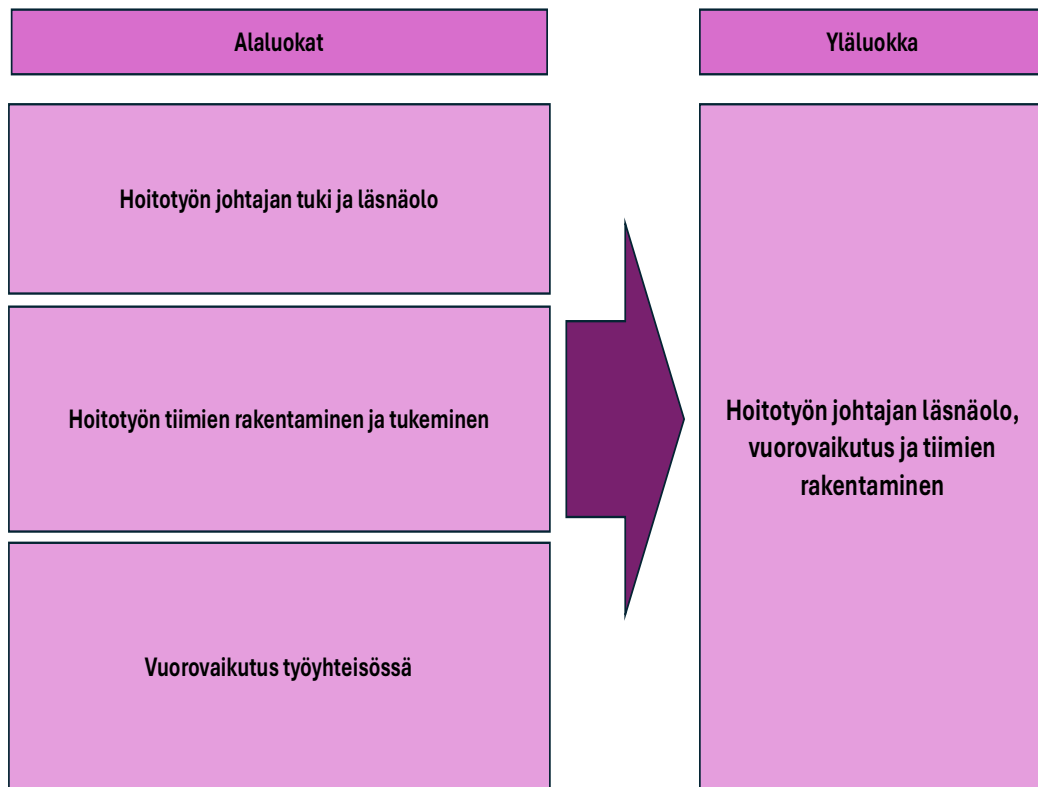 Alaluokat
Yläluokka
Hoitotyön johtajan tuki ja läsnäolo
Hoitotyön tiimien rakentaminen ja tukeminen
Vuorovaikutus työyhteisössä
Hoitotyön johtajan läsnäolo,
vuorovaikutus ja tiimien
rakentaminen